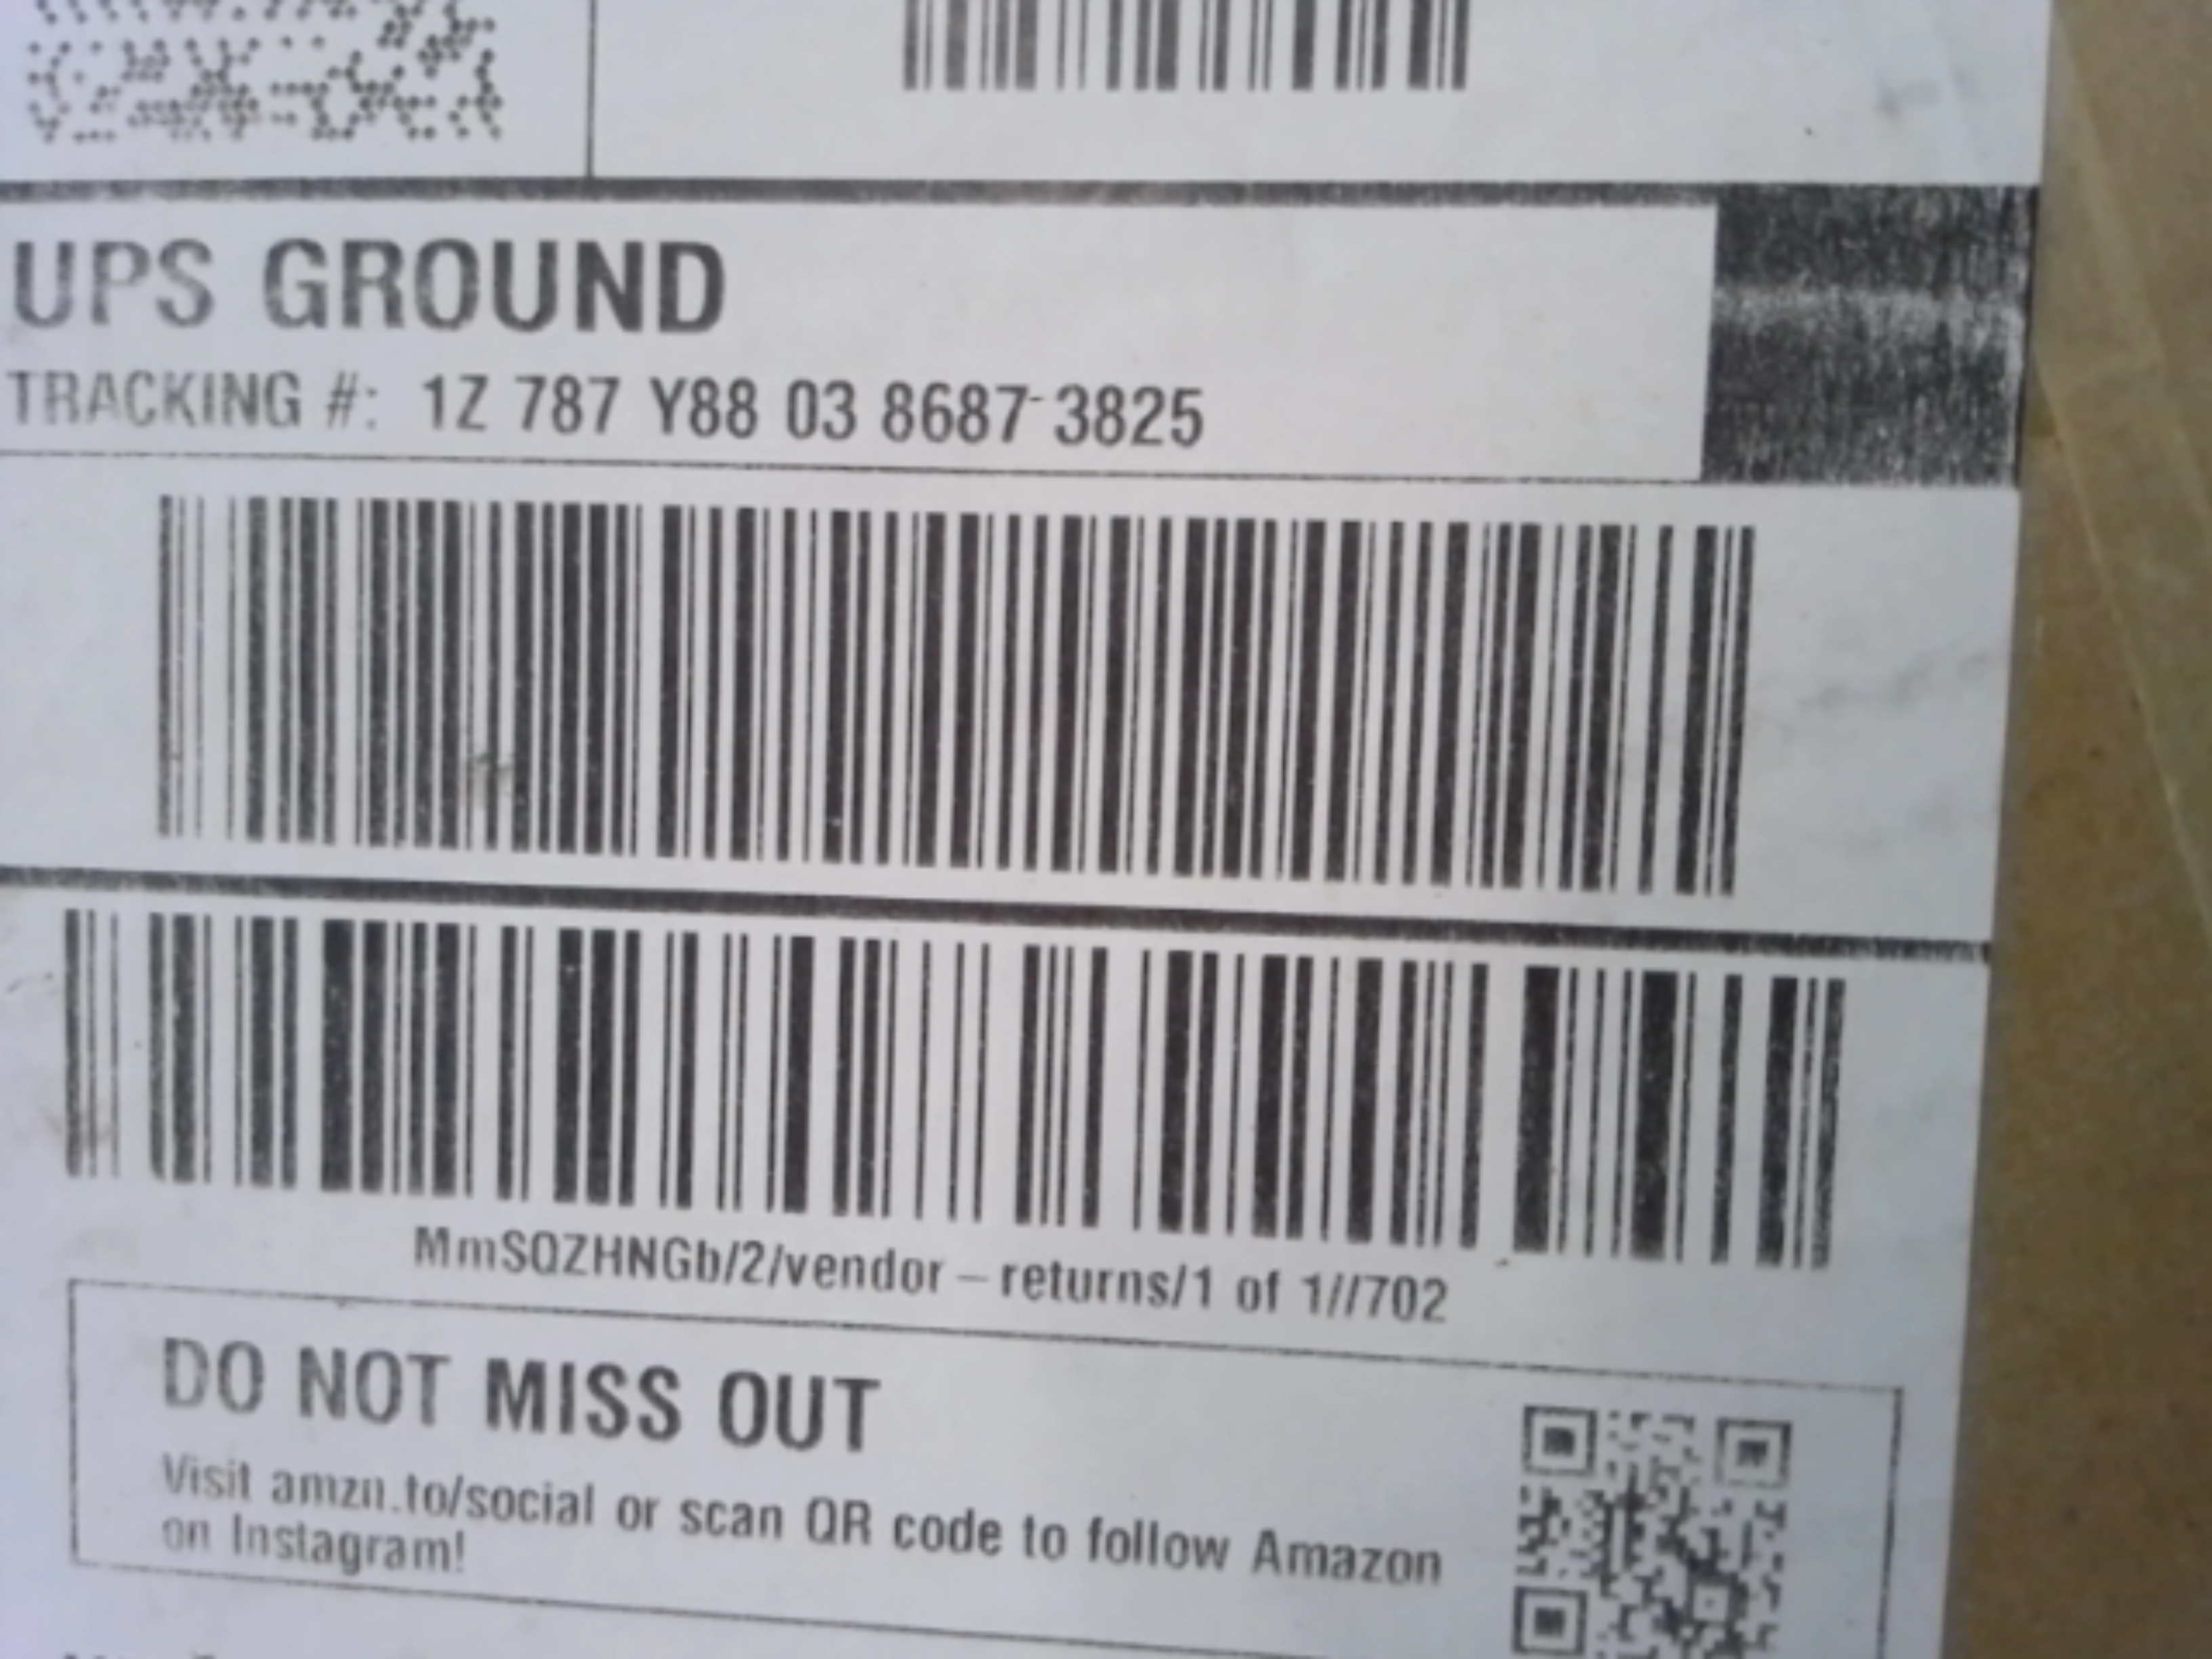 UPS GROUND
TRACKING #: 1Z 787 Y88 03 8687 3825
MmSQZHNGb/2/vendor – returns/1 of 1//702
DO NOT MISS OUT
Visit amzn.to/social or scan QR code to follow Amazon
on Instagram!